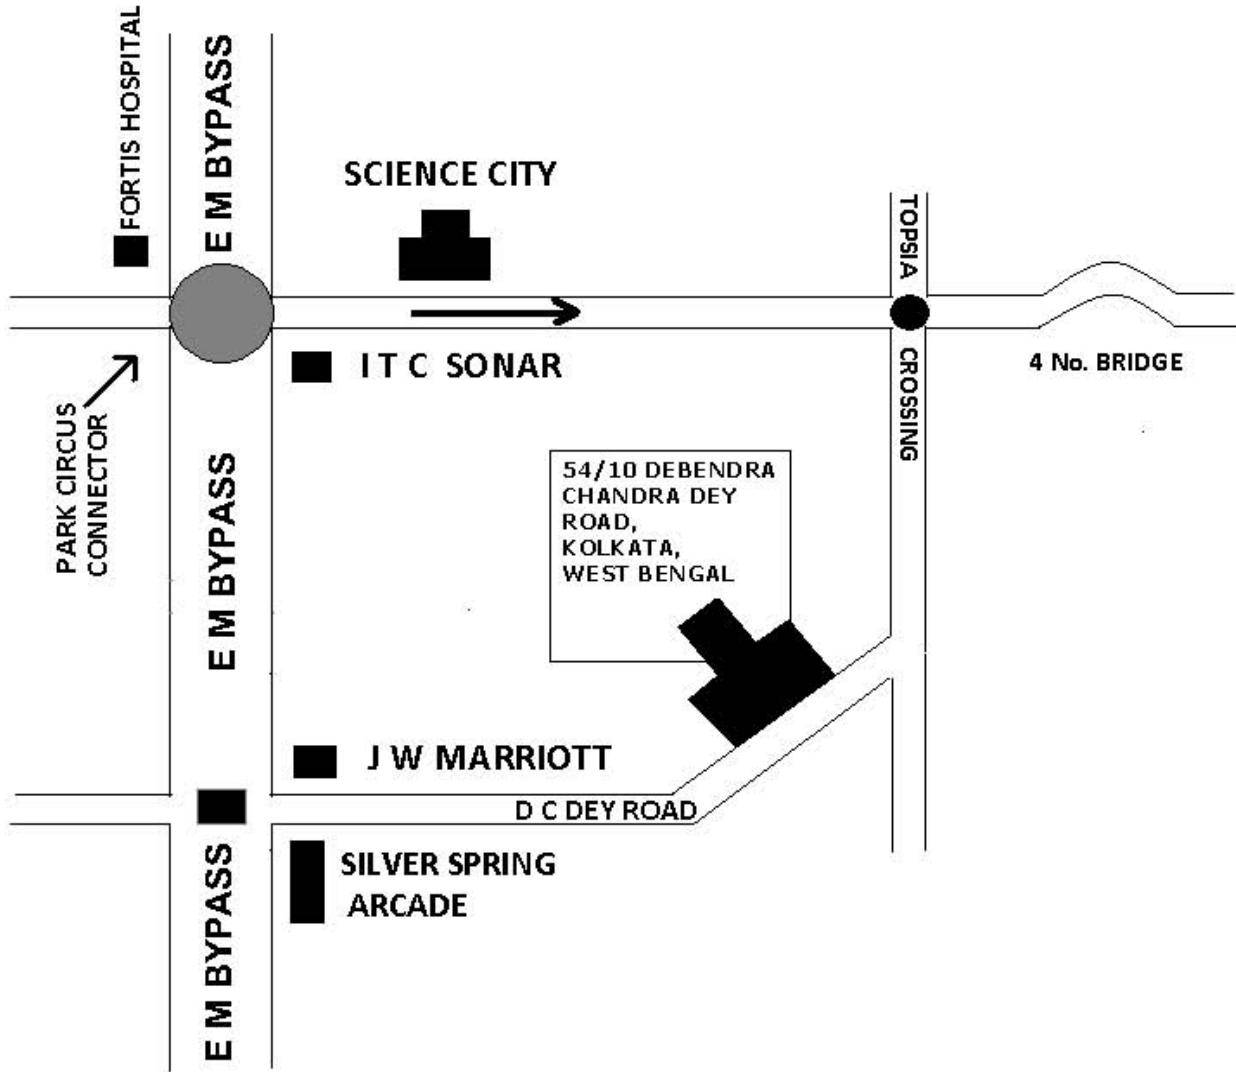 FORTIS HOSPITAL
E M BYPASS
SCIENCE CITY
TOPSIA
CROSSING
I T C SONAR
4 No. BRIDGE
PARK CIRCUS
CONNECTOR
E M BYPASS
54/10 DEBENDRA
CHANDRA DEY
ROAD,
KOLKATA,
WEST BENGAL
J W MARRIOTT
D C DEY ROAD
SILVER SPRING
ARCADE
E M BYPASS